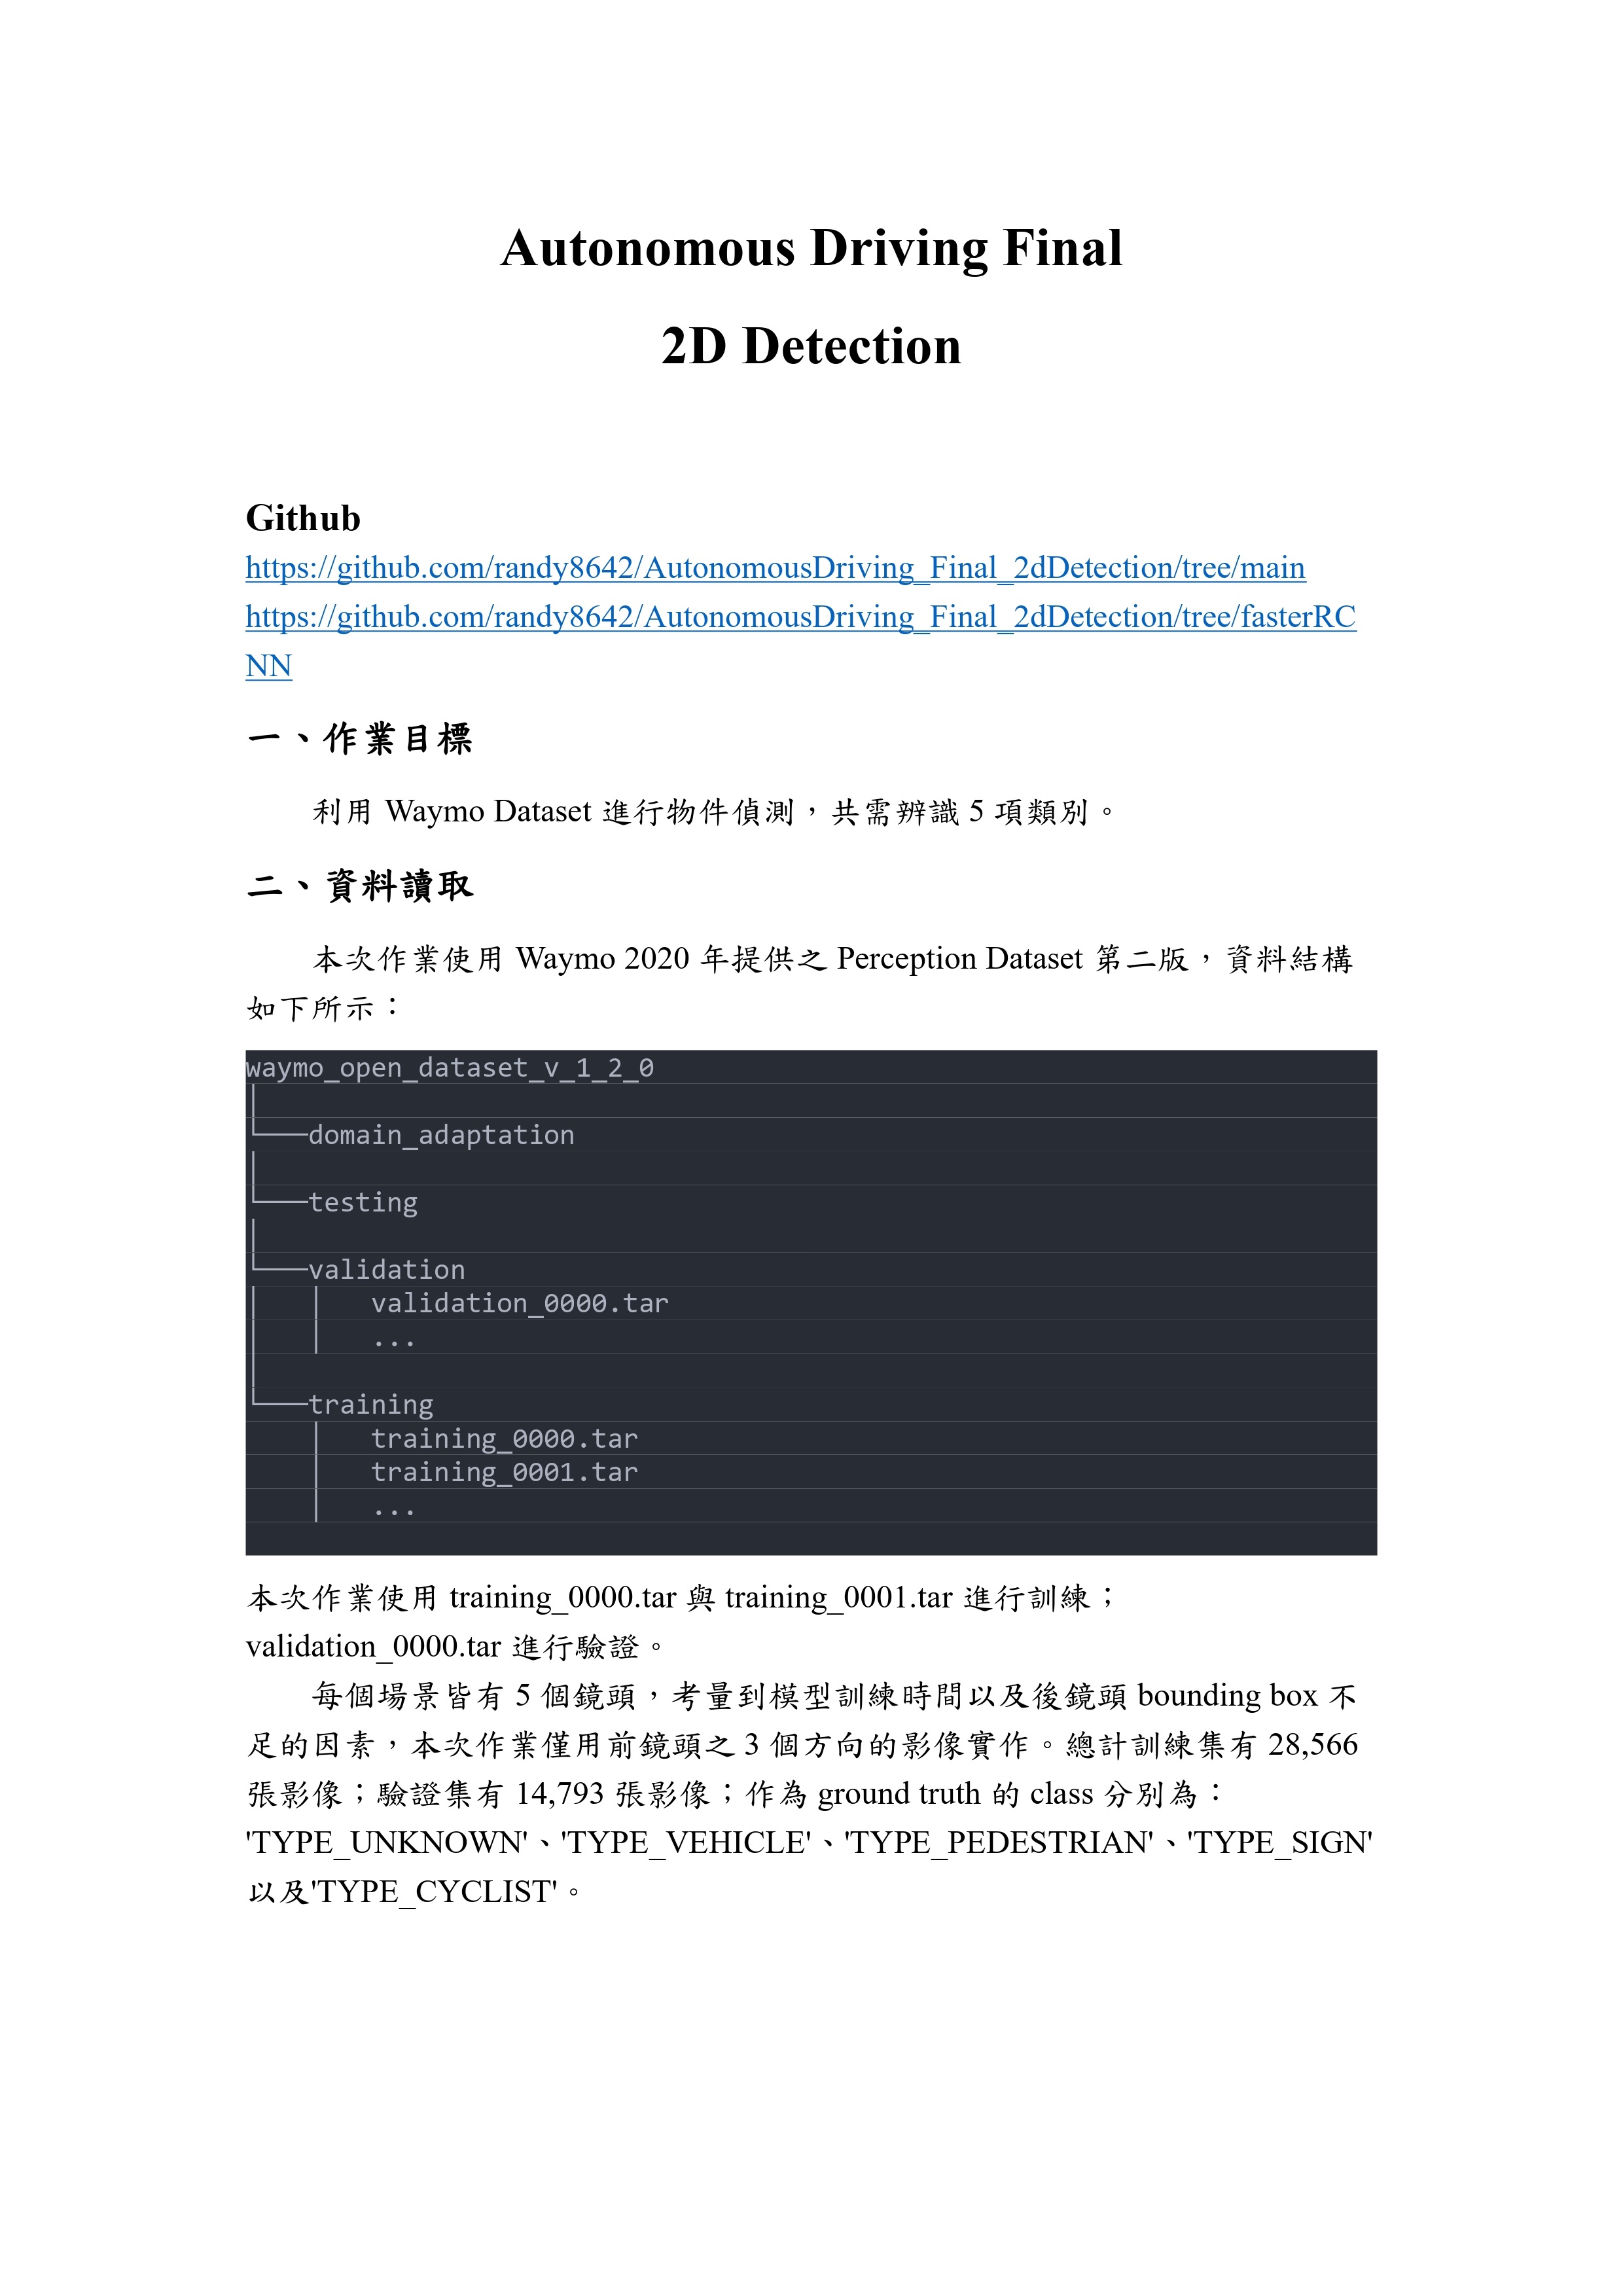 Autonomous Driving Final
2D Detection
Github
https://github.com/randy8642/AutonomousDriving_Final_2dDetection/tree/main
https://github.com/randy8642/AutonomousDriving_Final_2dDetection/tree/fasterRC
NN
一、作業目標
利用 Waymo Dataset 進行物件偵測，共需辨識 5 項類別。
二、資料讀取
本次作業使用 Waymo 2020 年提供之 Perception Dataset 第二版，資料結構
如下所示：
waymo_open_dataset_v_1_2_0
│
└───domain_adaptation
│
└───testing
│
└───validation
│   │   validation_0000.tar
│   │   ...
│
└───training
    │   training_0000.tar
    │   training_0001.tar
    │   ...
本次作業使用 training_0000.tar 與 training_0001.tar 進行訓練；
validation_0000.tar 進行驗證。
每個場景皆有 5 個鏡頭，考量到模型訓練時間以及後鏡頭 bounding box 不
足的因素，本次作業僅用前鏡頭之 3 個方向的影像實作。總計訓練集有 28,566
張影像；驗證集有 14,793 張影像；作為 ground truth 的 class 分別為：
'TYPE_UNKNOWN'、'TYPE_VEHICLE'、'TYPE_PEDESTRIAN'、'TYPE_SIGN'
以及'TYPE_CYCLIST'。